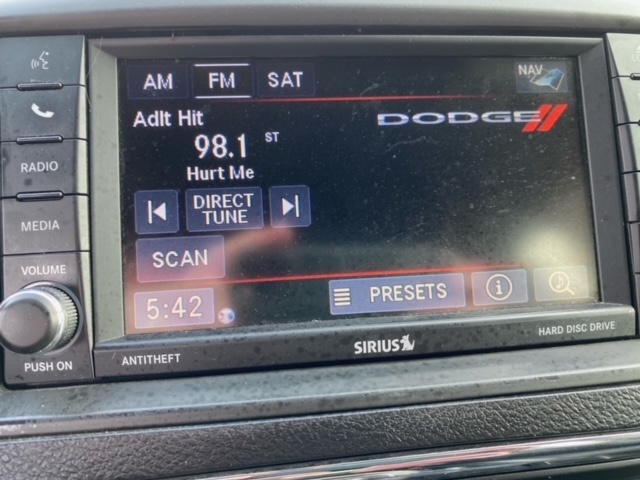 AM FM SAT
NAV
Adlt Hit
98.1 ST
DODGE
Hurt Me
DIRECT
TUNE
SCAN
5:42
PRESETS
RADIO
MEDIA
VOLUME
PUSH ON
ANTITHEFT
SIRIUS
HARD DISC DRIVE